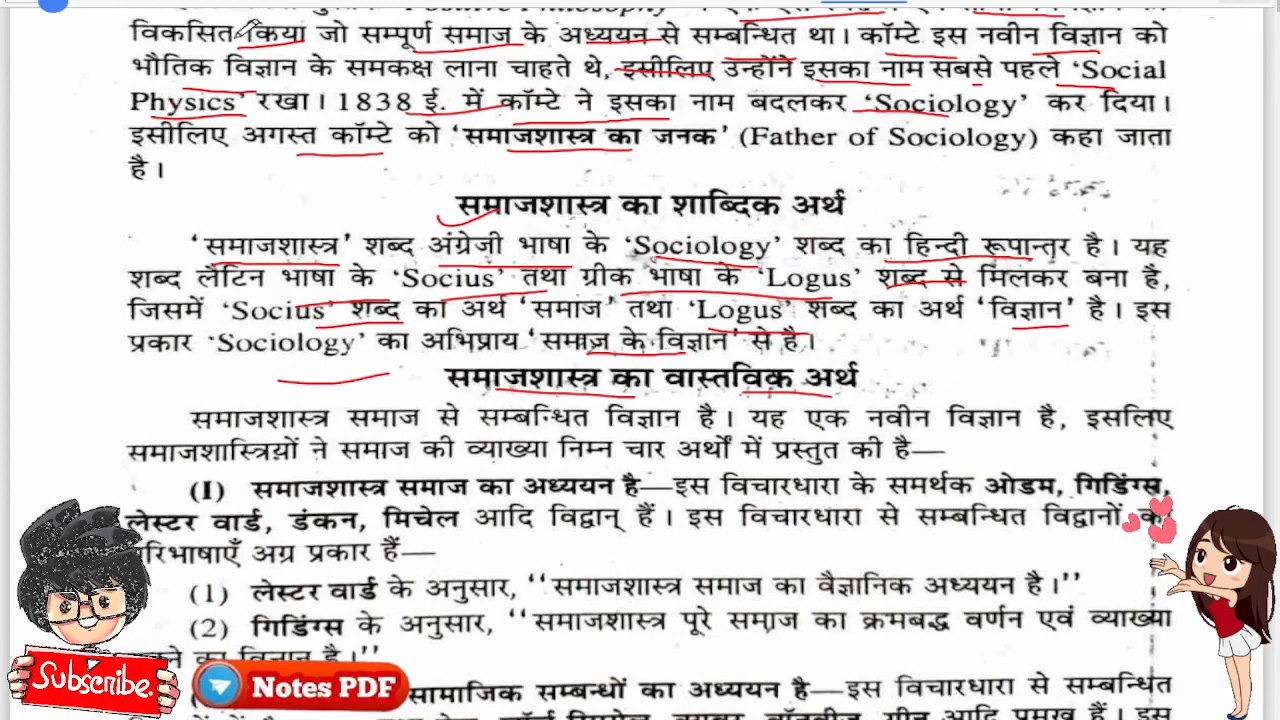 Positive Philosophy
विकसित किया जो सम्पूर्ण समाज के अध्ययन से सम्बन्धित था। कॉम्टे इस नवीन विज्ञान को
भौतिक विज्ञान के समकक्ष लाना चाहते थे, इसीलिए उन्होंने इसका नाम सबसे पहले ‘Social
Physics’ रखा। 1838 ई. में कॉम्टे ने इसका नाम बदलकर ‘Sociology’ कर दिया।
इसीलिए अगस्त कॉम्टे को ‘समाजशास्त्र का जनक’ (Father of Sociology) कहा जाता
है।
समाजशास्त्र का शाब्दिक अर्थ
‘समाजशास्त्र’ शब्द अंग्रेजी भाषा के ‘Sociology’ शब्द का हिन्दी रूपान्तर है। यह
शब्द लैटिन भाषा के ‘Socius’ तथा ग्रीक भाषा के ‘Logus’ शब्द से मिलकर बना है,
जिसमें ‘Socius’ शब्द का अर्थ ‘समाज’ तथा ‘Logus’ शब्द का अर्थ ‘विज्ञान’ है। इस
प्रकार ‘Sociology’ का अभिप्राय ‘समाज के विज्ञान’ से है।
समाजशास्त्र का वास्तविक अर्थ
समाजशास्त्र समाज से सम्बन्धित विज्ञान है। यह एक नवीन विज्ञान है, इसलिए
समाजशास्त्रियों ने समाज की व्याख्या निम्न चार अर्थों में प्रस्तुत की है—
(I) समाजशास्त्र समाज का अध्ययन है—इस विचारधारा के समर्थक ओडम, गिडिंग्स,
लेस्टर वार्ड, डंकन, मिचेल आदि विद्वान् हैं। इस विचारधारा से सम्बन्धित विद्वानों
अग्र प्रकार हैं—
(1) लेस्टर वार्ड के अनुसार, ‘‘समाजशास्त्र समाज का वैज्ञानिक अध्ययन है।’’
(2) गिडिंग्स के अनुसार, ‘‘समाजशास्त्र पूरे समाज का क्रमबद्ध वर्णन एवं व्याख्या
का विज्ञान है।’’
Subscribe.
Notes PDF
सामाजिक सम्बन्धों का अध्ययन है—इस विचारधारा से सम्बन्धित
आदि प्रमुख हैं। इस